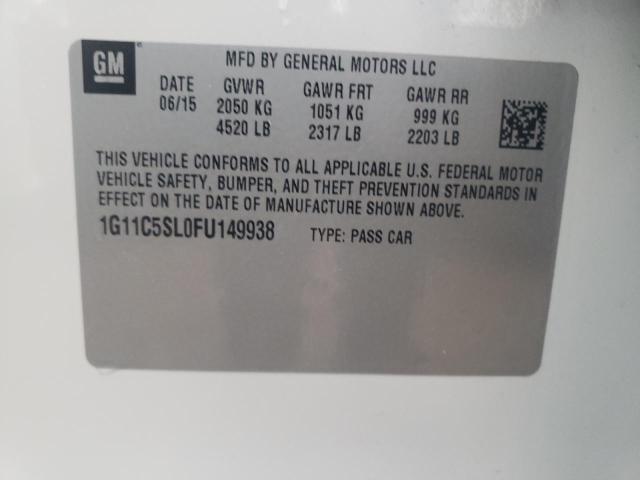 GM
MFD BY GENERAL MOTORS LLC
DATE GVWR GAWR FRT GAWR RR
06/15 2050 KG 1051 KG 999 KG
4520 LB 2317 LB 2203 LB
THIS VEHICLE CONFORMS TO ALL APPLICABLE U.S. FEDERAL MOTOR
VEHICLE SAFETY, BUMPER, AND THEFT PREVENTION STANDARDS IN
EFFECT ON THE DATE OF MANUFACTURE SHOWN ABOVE.
1G11C5SL0FU149938 TYPE: PASS CAR